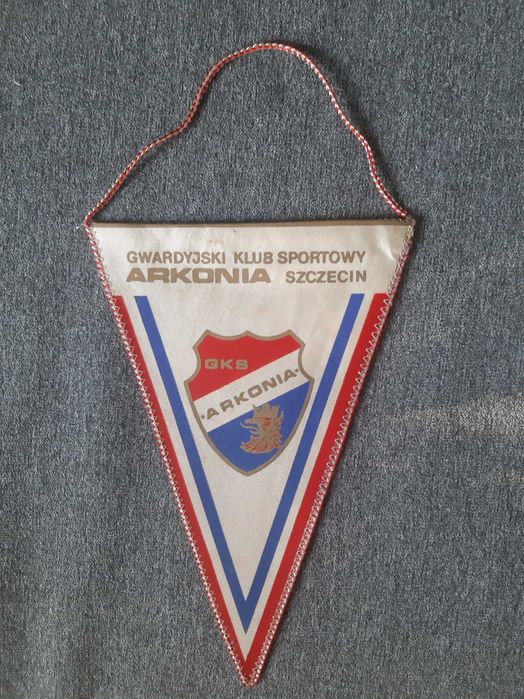 GWARDYJSKI KLUB SPORTOWY
ARKONIA SZCZECIN
GKS
·ARKONIA·